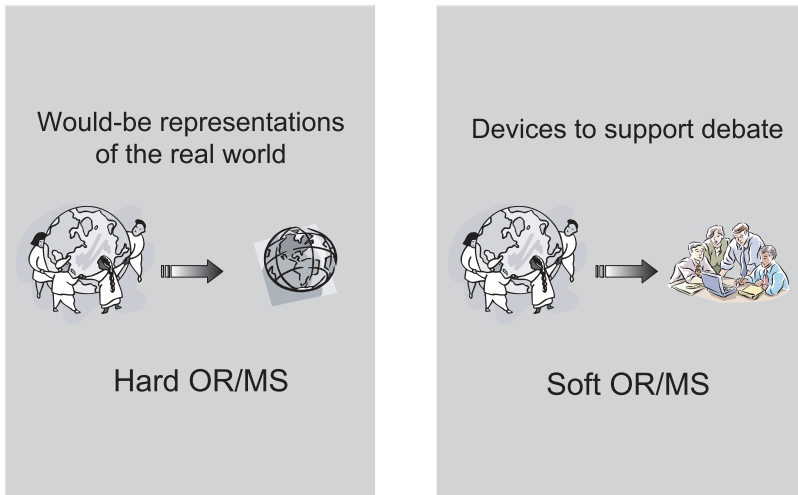 Would-be representations
of the real world
Hard OR/MS
Devices to support debate
Soft OR/MS